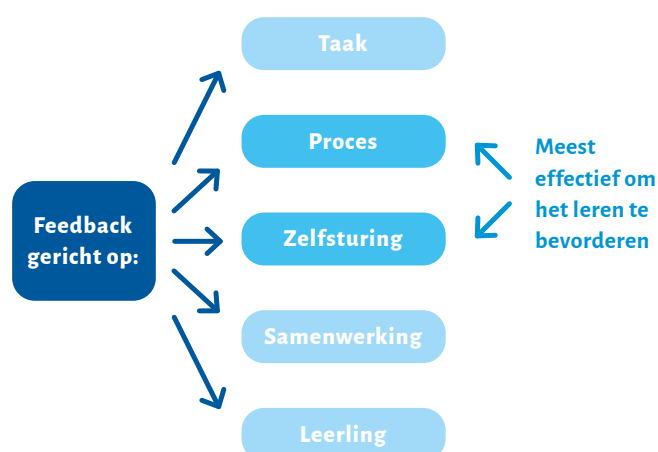 Taak
Proces
Meest
effectief om
het leren te
bevorderen
Feedback
gericht op:
Zelfsturing
Samenwerking
Leerling